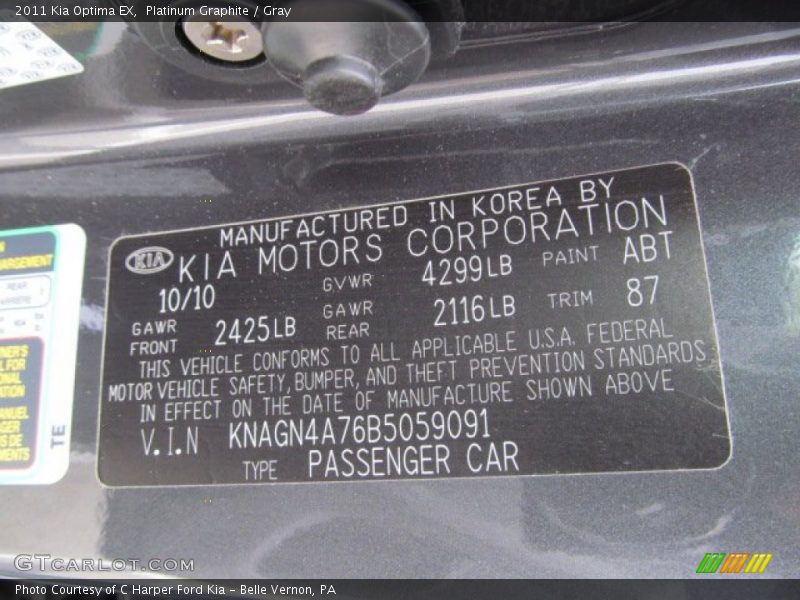 2011 Kia Optima EX, Platinum Graphite / Gray
MANUFACTURED IN KOREA BY
KIA KIA MOTORS CORPORATION
10/10 GVWR 4299LB PAINT ABT
GAWR FRONT 2425LB GAWR REAR 2116LB TRIM 87
THIS VEHICLE CONFORMS TO ALL APPLICABLE U.S.A. FEDERAL
MOTOR VEHICLE SAFETY, BUMPER, AND THEFT PREVENTION STANDARDS
IN EFFECT ON THE DATE OF MANUFACTURE SHOWN ABOVE
V.I.N KNAGN4A76B5059091
TYPE PASSENGER CAR
REAR
TE
GTCARLOT.COM
Photo Courtesy of C Harper Ford Kia - Belle Vernon, PA